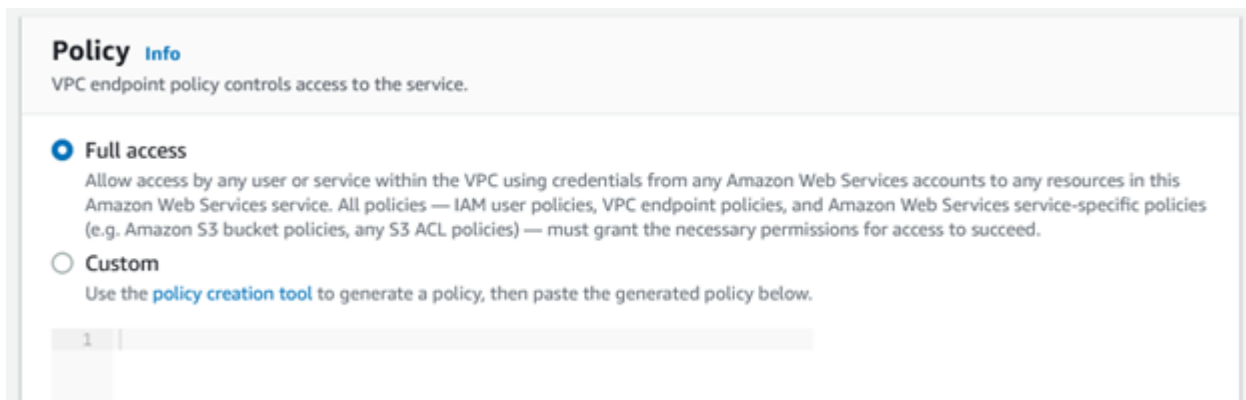 Policy Info
VPC endpoint policy controls access to the service.
Full access
Allow access by any user or service within the VPC using credentials from any Amazon Web Services accounts to any resources in this
Amazon Web Services service. All policies — IAM user policies, VPC endpoint policies, and Amazon Web Services service-specific policies
(e.g. Amazon S3 bucket policies, any S3 ACL policies) — must grant the necessary permissions for access to succeed.
Custom
Use the policy creation tool to generate a policy, then paste the generated policy below.
1